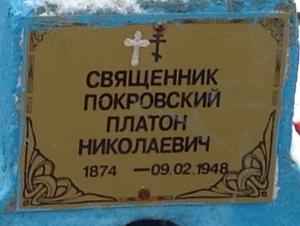 СВЯЩЕННИК
ПОКРОВСКИЙ
ПЛАТОН
НИКОЛАЕВИЧ
1874 —09.02.1948